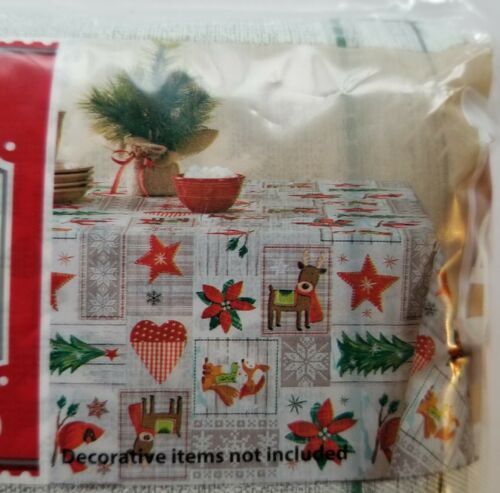 Decorative items not included